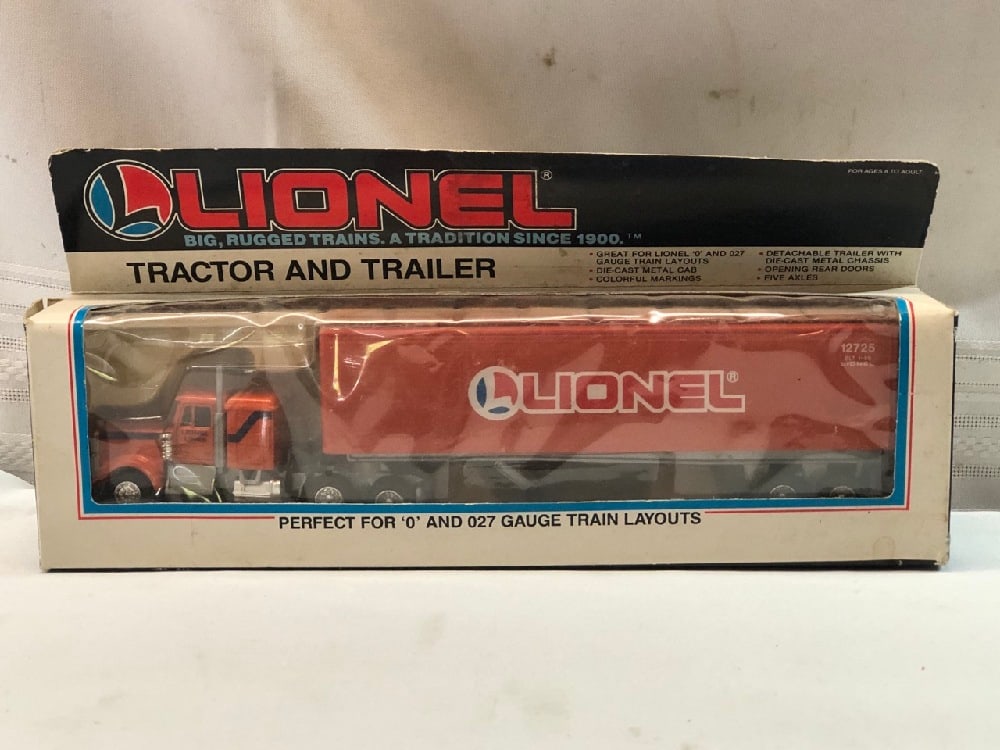 LIONEL®
BIG, RUGGED TRAINS. A TRADITION SINCE 1900.™
FOR AGES 8 TO ADULT
TRACTOR AND TRAILER
• GREAT FOR LIONEL 'O' AND 027
GAUGE TRAIN LAYOUTS
• DIE-CAST METAL CAB
• COLORFUL MARKINGS
• DETACHABLE TRAILER WITH
DIE-CAST METAL CHASSIS
• OPENING REAR DOORS
• FIVE AXLES
12725
LIONEL®
PERFECT FOR 'O' AND 027 GAUGE TRAIN LAYOUTS